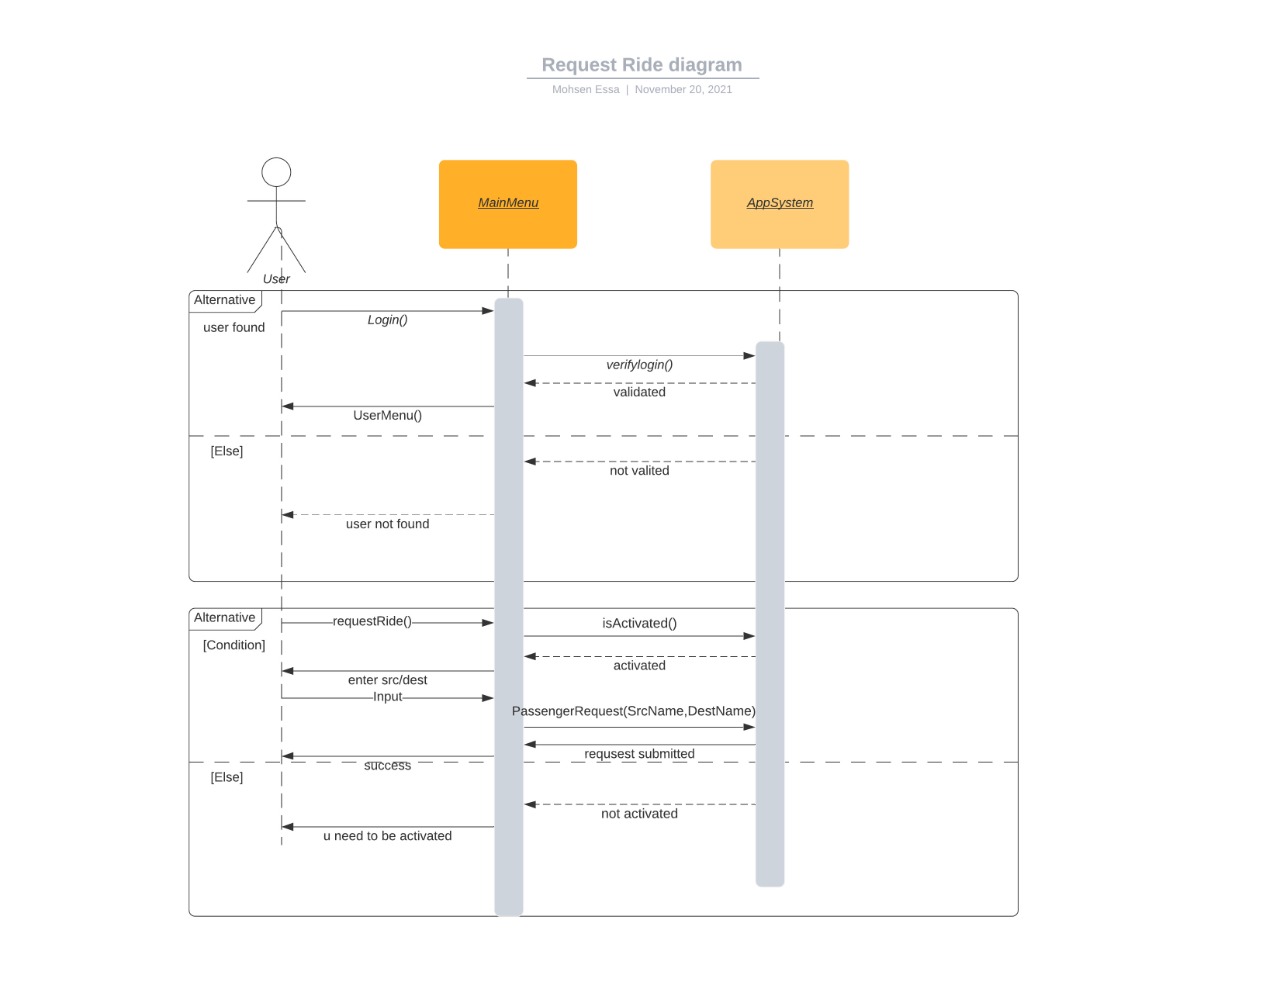 Request Ride diagram
Mohsen Essa | November 20, 2021
MainMenu
AppSystem
User
Alternative
user found
Login()
verifylogin()
validated
UserMenu()
[Else]
not valited
user not found
Alternative
requestRide()
isActivated()
[Condition]
activated
enter src/dest
Input
PassengerRequest(SrcName,DestName)
requsest submitted
success
[Else]
not activated
u need to be activated